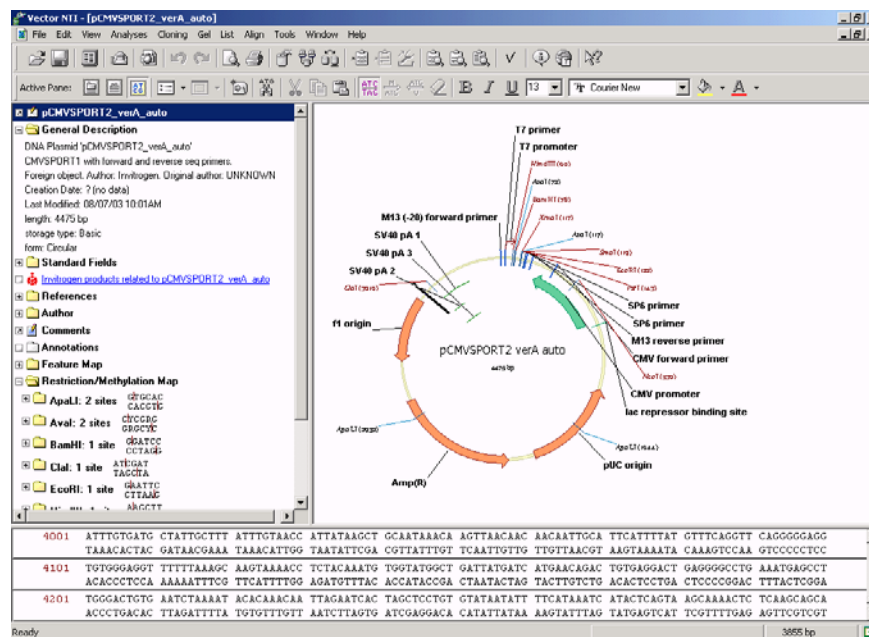 Vector NTI - [pCMVSPORT2_verA_auto]
File Edit View Analyses Cloning Gel List Align Tools Window Help
Active Pane: 13 Courier New
pCMVSPORT2_verA_auto
General Description
DNA Plasmid 'pCMVSPORT2_verA_auto'
CMVSPORT1 with forward and reverse seq primers.
Foreign object. Author: Invitrogen. Original author: UNKNOWN
Creation Date: ? (no data)
Last Modified: 08/07/03 10:01AM
length: 4475 bp
storage type: Basic
form: Circular
Standard Fields
Invitrogen products related to pCMVSPORT2_verA_auto
References
Author
Comments
Annotations
Feature Map
Restriction/Methylation Map
ApaLI: 2 sites GTGCAC
CACGTG
AvaI: 2 sites
BamHI: 1 site GGATCC
CCTAGG
ClaI: 1 site ATCGAT
TAGCTA
EcoRI: 1 site GAATTC
CTTAAG
T7 primer
T7 promoter
M13 (-20) forward primer
SV40 pA 1
SV40 pA 3
SV40 pA 2
f1 origin
SP6 primer
SP6 primer
M13 reverse primer
CMV forward primer
CMV promoter
lac repressor binding site
pCMVSPORT2 verA auto
4475 bp
pUC origin
Amp(R)
4001 ATTTGTGATG CTATTGCTTT ATTTGTAACC ATTATAAGCT GCAATAAACA AGTTAACAAC AACAATTGCA TTCATTTTAT GTTTCAGGTT CAGGGGGAGG
TAAACACTAC GATAACGAAA TAAACATTGG TAATATTCGA CGTTATTTGT TCAATTGTTG TTGTTAACGT AAGTAAAATA CAAAGTCCAA GTCCCCCTCC
4101 TGTGGGAGGT TTTTTAAAGC AAGTAAAACC TCTACAAATG TGGTATGGCT GATTATGATC ATGAACAGAC TGTGAGGACT GAGGGGCCTG AAATGAGCCT
ACACCCTCCA AAAAATTTCG TTCATTTTGG AGATGTTTAC ACCATACCGA CTAATACTAG TACTTGTCTG ACACTCCTGA CTCCCCGGAC TTTACTCGGA
4201 TGGGACTGTG AATCTAAAAT ACACAAACAA TTAGAATCAC TAGCTCCTGT GTATAATATT TTCATAAATC ATACTCAGTA AGCAAAACTC TCAAGCAGCA
ACCCTGACAC TTAGATTTTA TGTGTTTGTT AATCTTAGTG ATCGAGGACA CATATTATAA AAGTATTTAG TATGAGTCAT TCGTTTTGAG AGTTCGTCGT
Ready 3855 bp